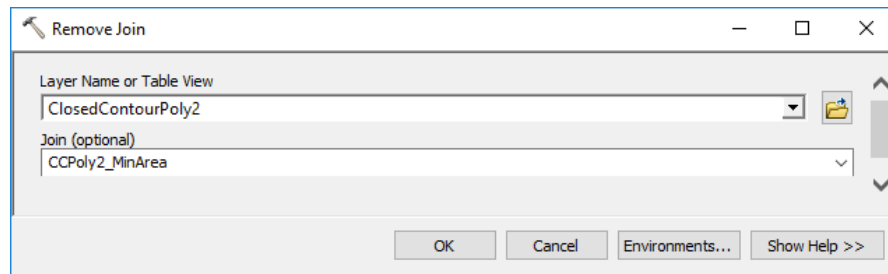 Remove Join
Layer Name or Table View
ClosedContourPoly2
Join (optional)
CCPoly2_MinArea
OK Cancel Environments... Show Help >>